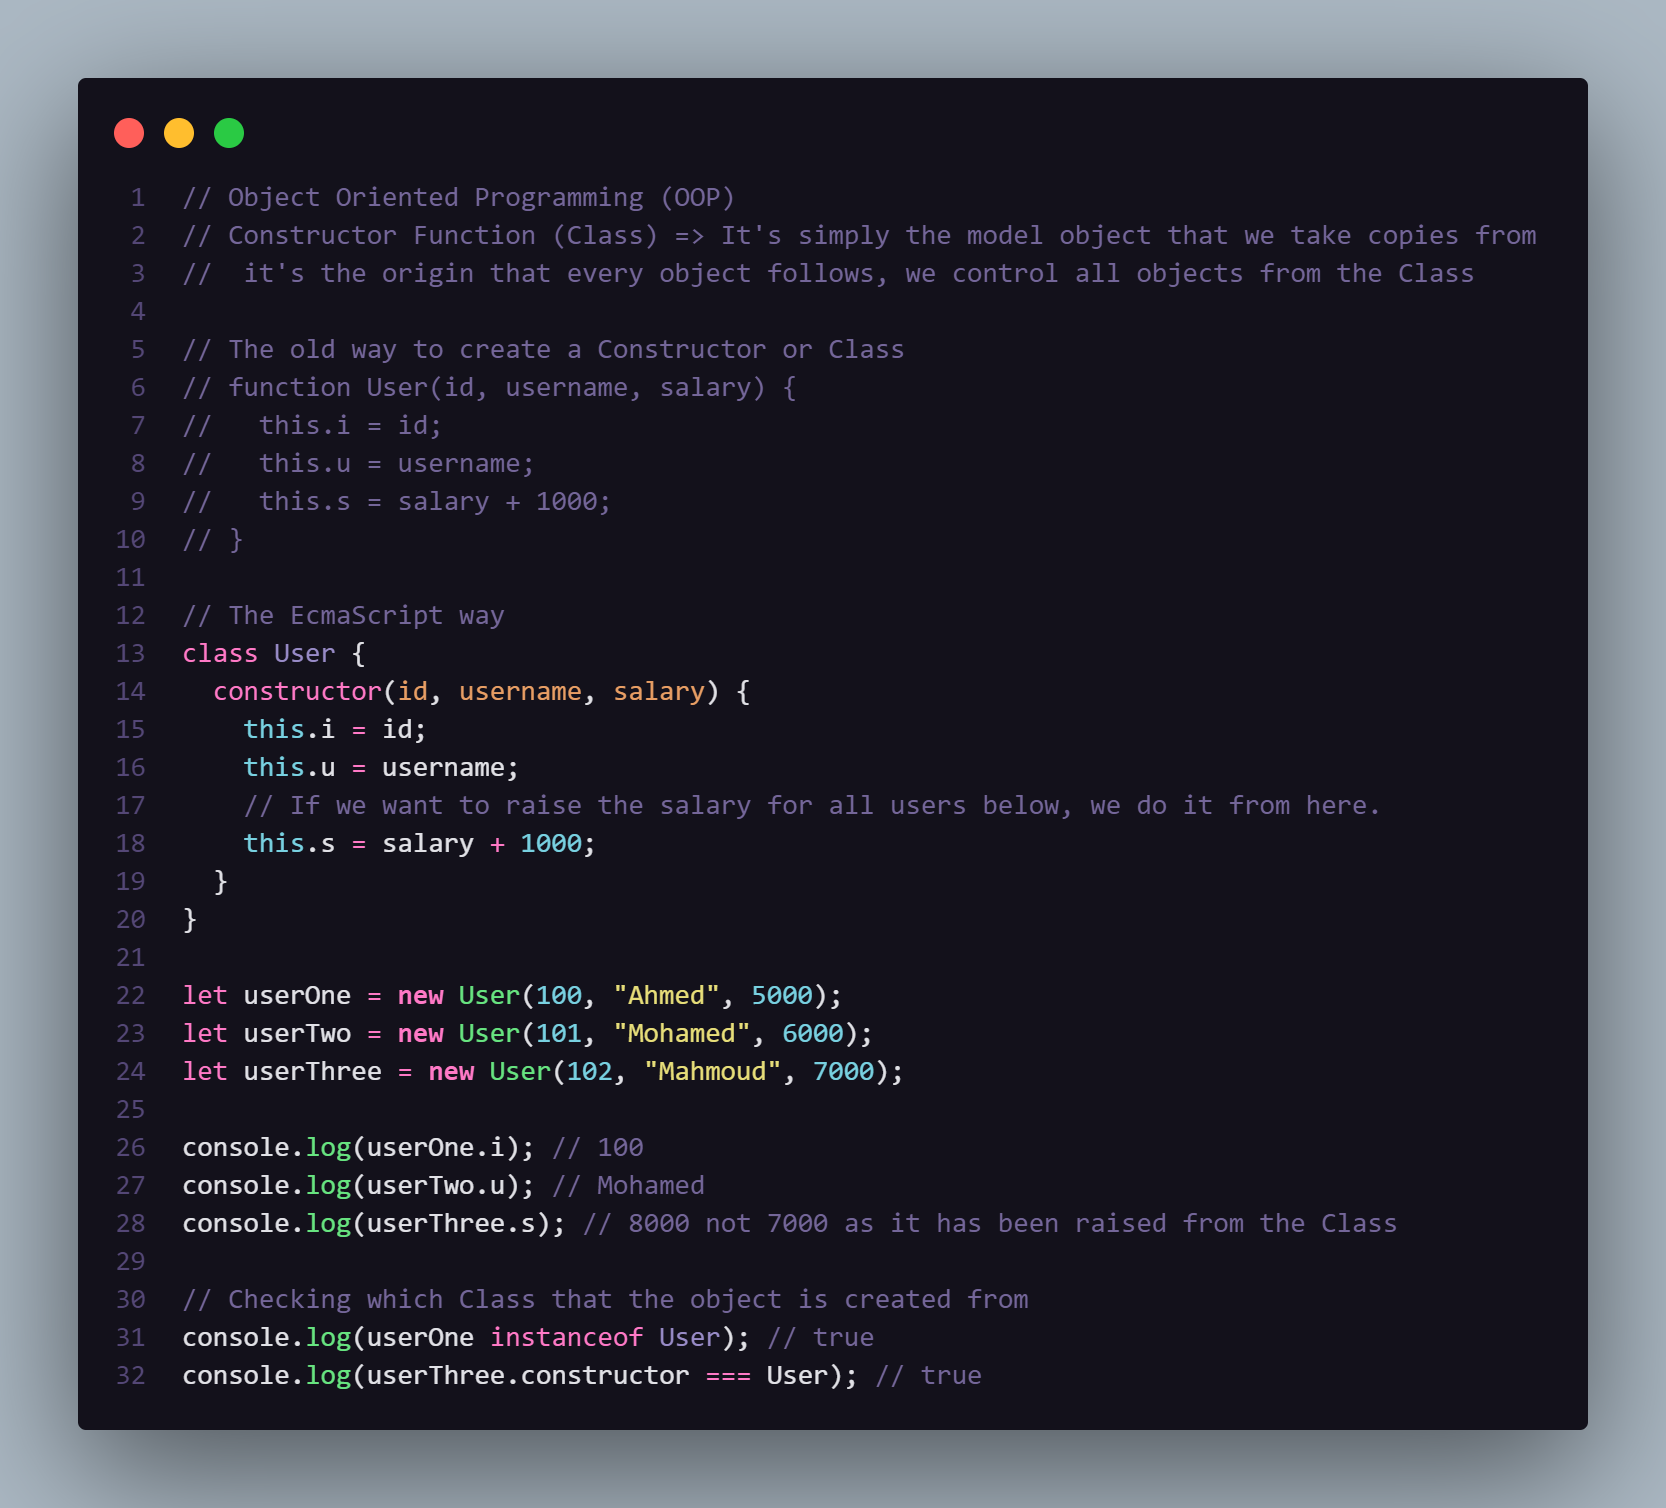 1 // Object Oriented Programming (OOP)
2 // Constructor Function (Class) => It's simply the model object that we take copies from
3 //  it's the origin that every object follows, we control all objects from the Class
4
5 // The old way to create a Constructor or Class
6 // function User(id, username, salary) {
7 //   this.i = id;
8 //   this.u = username;
9 //   this.s = salary + 1000;
10 // }
11
12 // The EcmaScript way
13 class User {
14   constructor(id, username, salary) {
15     this.i = id;
16     this.u = username;
17     // If we want to raise the salary for all users below, we do it from here.
18     this.s = salary + 1000;
19   }
20 }
21
22 let userOne = new User(100, "Ahmed", 5000);
23 let userTwo = new User(101, "Mohamed", 6000);
24 let userThree = new User(102, "Mahmoud", 7000);
25
26 console.log(userOne.i); // 100
27 console.log(userTwo.u); // Mohamed
28 console.log(userThree.s); // 8000 not 7000 as it has been raised from the Class
29
30 // Checking which Class that the object is created from
31 console.log(userOne instanceof User); // true
32 console.log(userThree.constructor === User); // true